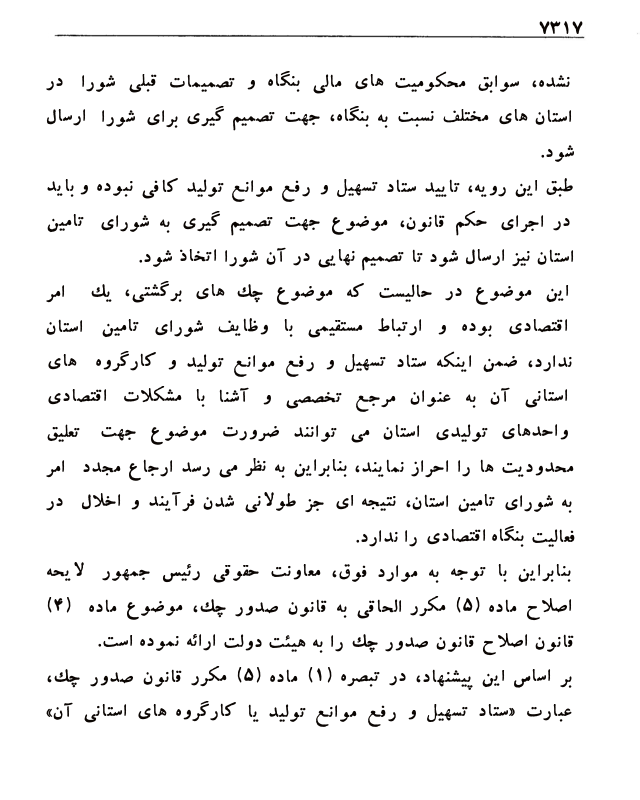 ۷۳۱۷
نشده، سوابق محکومیت های مالی بنگاه و تصمیمات قبلی شورا در
استان های مختلف نسبت به بنگاه، جهت تصمیم گیری برای شورا ارسال
شود.
طبق این رویه، تایید ستاد تسهیل و رفع موانع تولید کافی نبوده و باید
در اجرای حکم قانون، موضوع جهت تصمیم گیری به شورای تامین
استان نیز ارسال شود تا تصمیم نهایی در آن شورا اتخاذ شود.
این موضوع در حالیست که موضوع چک های برگشتی، یک امر
اقتصادی بوده و ارتباط مستقیمی با وظایف شورای تامین استان
ندارد، ضمن اینکه ستاد تسهیل و رفع موانع تولید و کارگروه های
استانی آن به عنوان مرجع تخصصی و آشنا با مشکلات اقتصادی
واحدهای تولیدی استان می توانند ضرورت موضوع جهت تعلیق
محدودیت ها را احراز نمایند، بنابراین به نظر می رسد ارجاع مجدد امر
به شورای تامین استان، نتیجه ای جز طولانی شدن فرآیند و اخلال در
فعالیت بنگاه اقتصادی را ندارد.
بنابراین با توجه به موارد فوق، معاونت حقوقی رئیس جمهور لایحه
اصلاح ماده (۵) مکرر الحاقی به قانون صدور چک، موضوع ماده (۴)
قانون اصلاح قانون صدور چک را به هیئت دولت ارائه نموده است.
بر اساس این پیشنهاد، در تبصره (۱) ماده (۵) مکرر قانون صدور چک،
عبارت «ستاد تسهیل و رفع موانع تولید یا کارگروه های استانی آن»